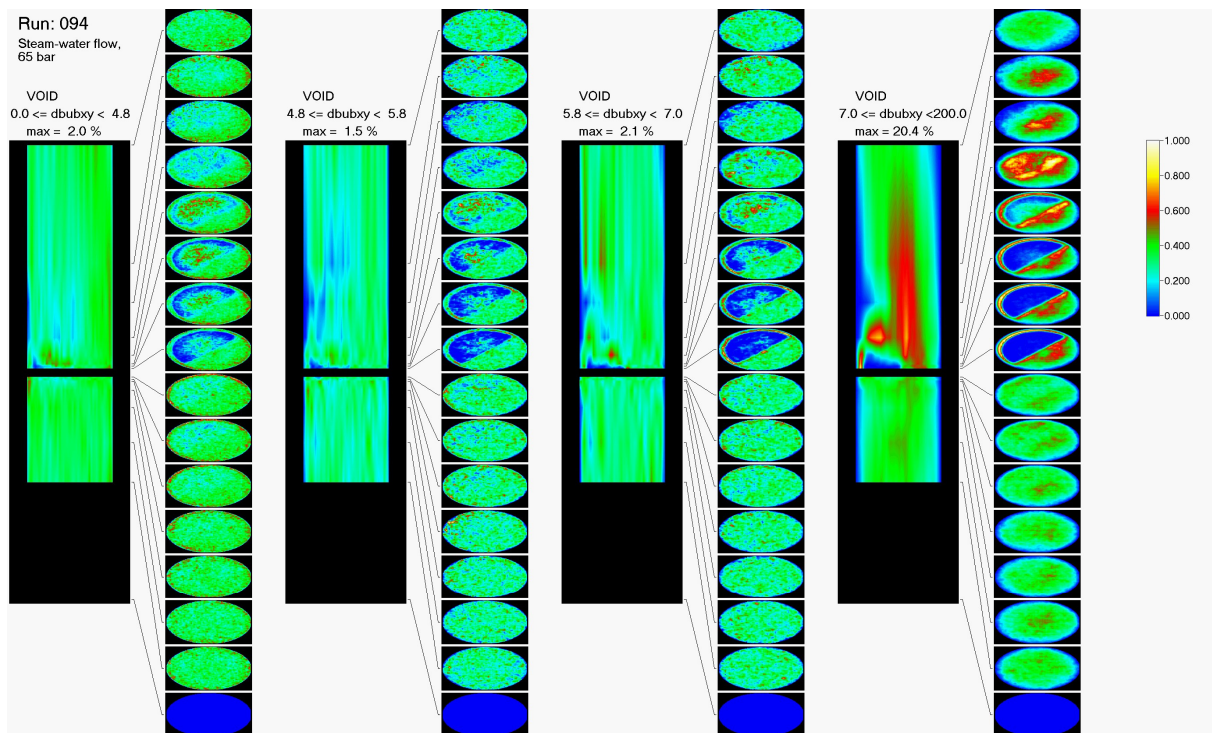 Run: 094
Steam-water flow,
65 bar
VOID
0.0 <= dbubxy < 4.8
max = 2.0 %
VOID
4.8 <= dbubxy < 5.8
max = 1.5 %
VOID
5.8 <= dbubxy < 7.0
max = 2.1 %
VOID
7.0 <= dbubxy <200.0
max = 20.4 %
1.000
0.800
0.600
0.400
0.200
0.000